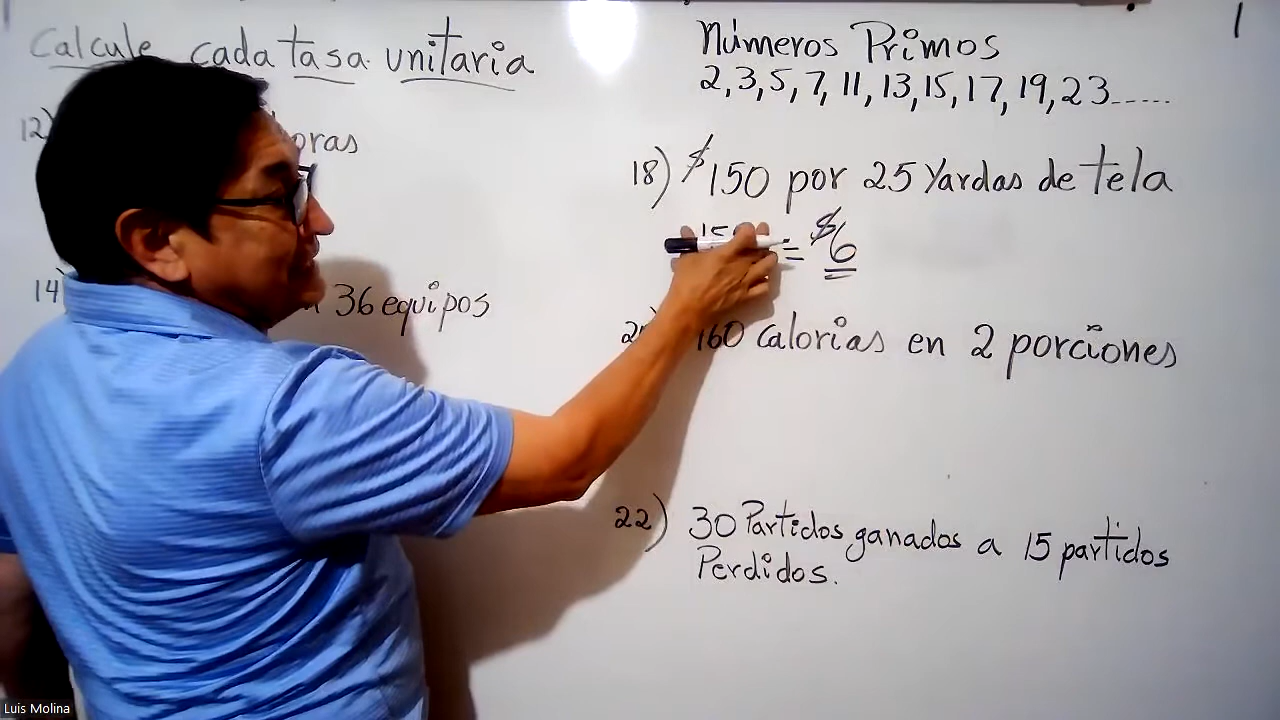 Calcule cada tasa unitaria
12) oras
14) 36 equipos
Números Primos
2, 3, 5, 7, 11, 13, 15, 17, 19, 23.....
18) $150 por 25 Yardas de tela
= $6
160 calorias en 2 porciones
22) 30 Partidos ganados a 15 partidos
Perdidos.
Luis Molina